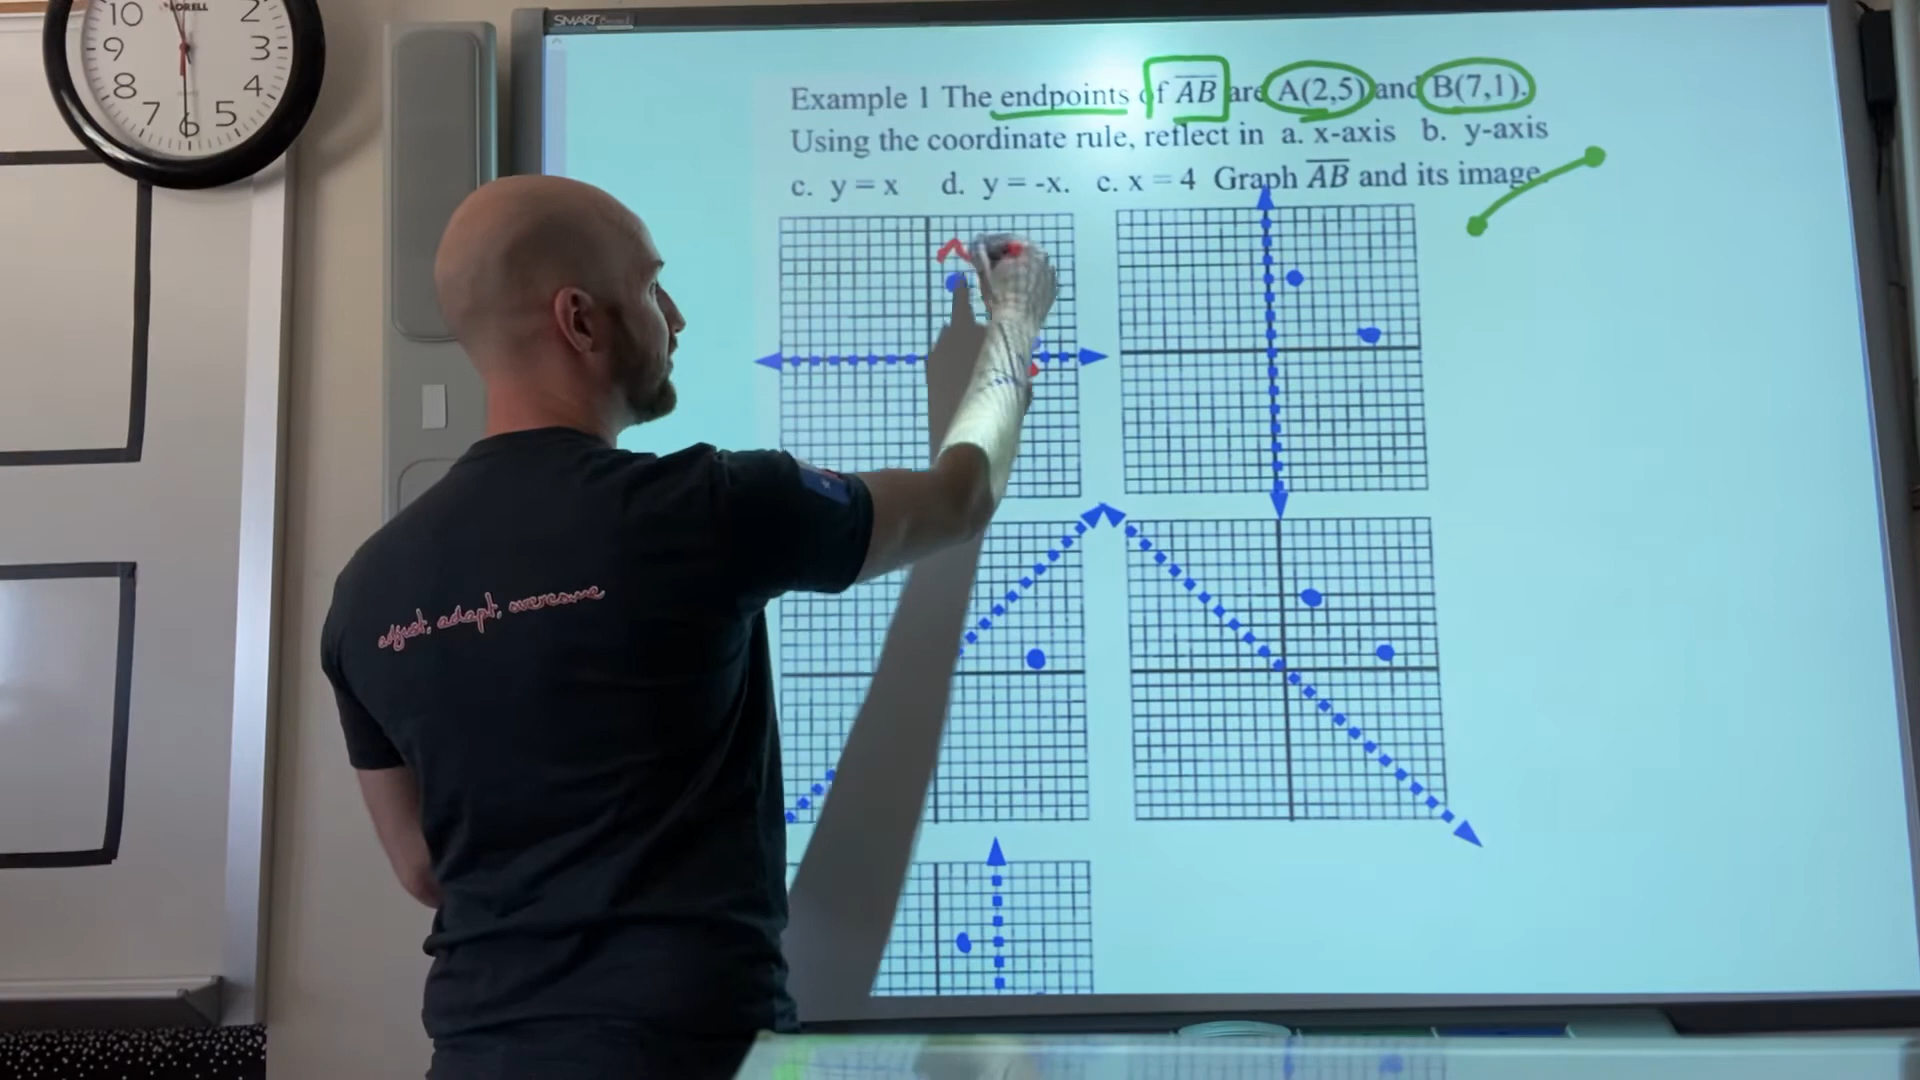 10 LORELL 2
9 3
8 4
7 6 5
SMART Board
Example 1 The endpoints of AB are A(2,5) and B(7,1).
Using the coordinate rule, reflect in a. x-axis b. y-axis
c. y = x d. y = -x. c. x = 4 Graph AB and its image.
adjust, adapt, overcome